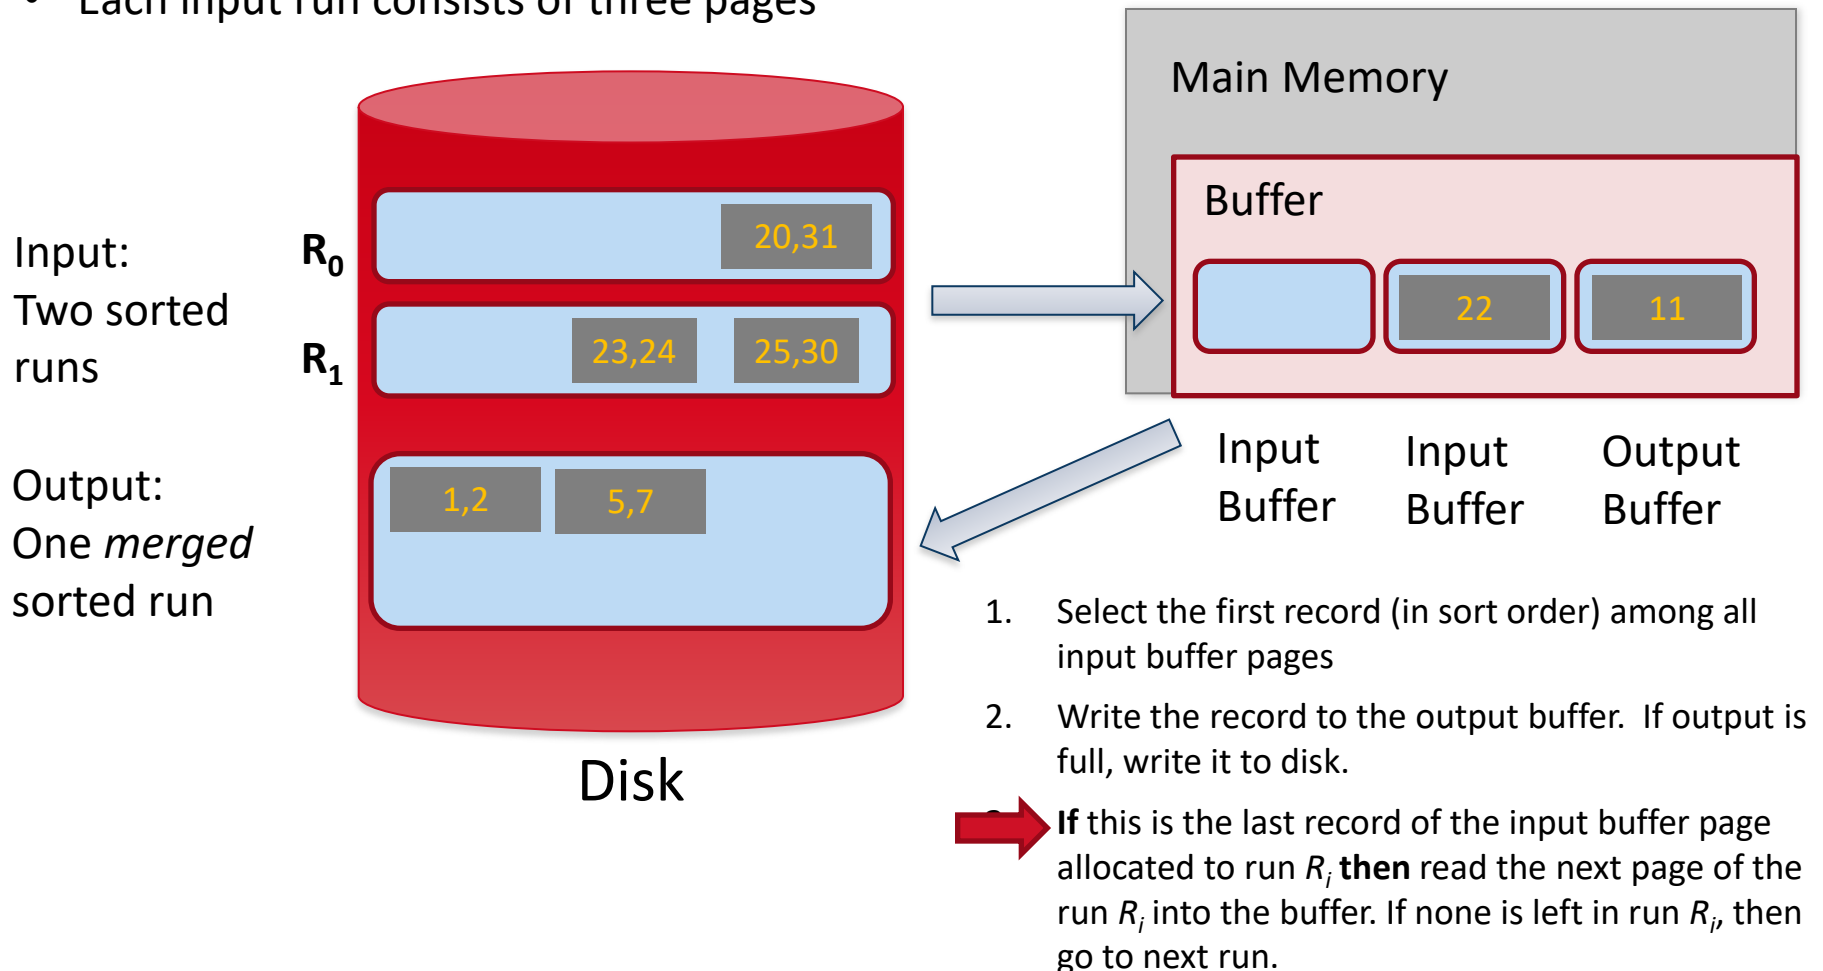 • Each input run consists of three pages
Main Memory
Buffer
22
11
Input
Buffer
Input
Buffer
Output
Buffer
Input:
Two sorted
runs
R0
20,31
R1
23,24
25,30
Output:
One merged
sorted run
1,2
5,7
Disk
1. Select the first record (in sort order) among all
input buffer pages
2. Write the record to the output buffer. If output is
full, write it to disk.
If this is the last record of the input buffer page
allocated to run Ri then read the next page of the
run Ri into the buffer. If none is left in run Ri, then
go to next run.